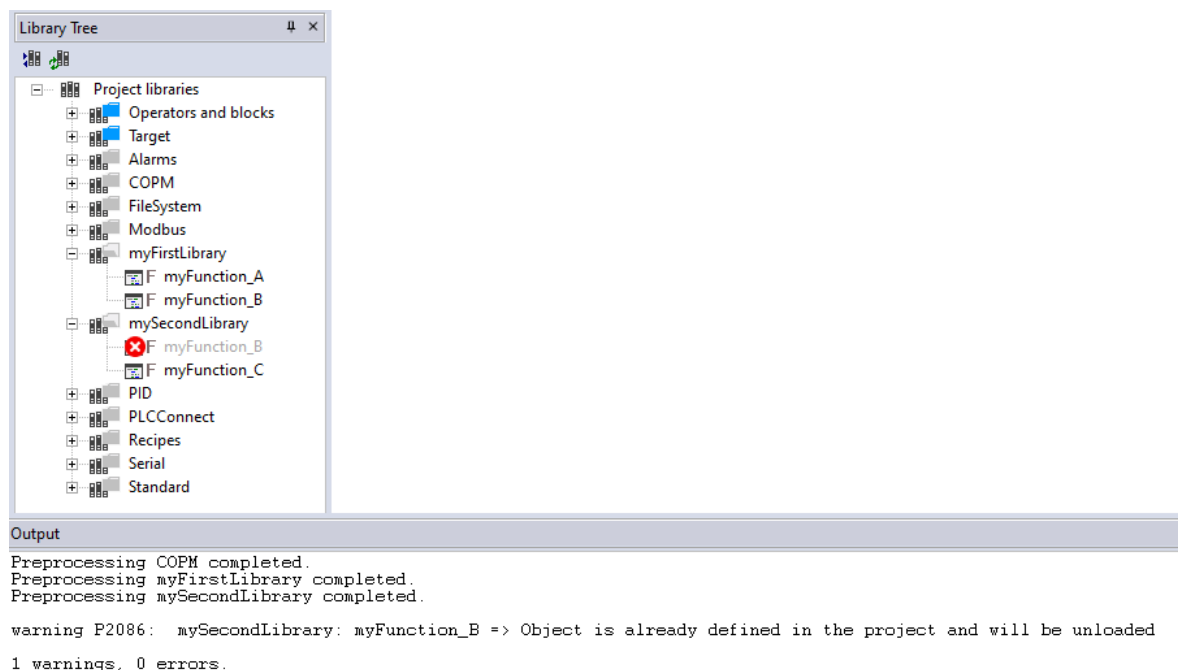 Library Tree
Project libraries
Operators and blocks
Target
Alarms
COPM
FileSystem
Modbus
myFirstLibrary
F myFunction_A
F myFunction_B
mySecondLibrary
F myFunction_B
F myFunction_C
PID
PLCConnect
Recipes
Serial
Standard
Output
Preprocessing COPM completed.
Preprocessing myFirstLibrary completed.
Preprocessing mySecondLibrary completed.
warning P2086:  mySecondLibrary: myFunction_B => Object is already defined in the project and will be unloaded
1 warnings, 0 errors.